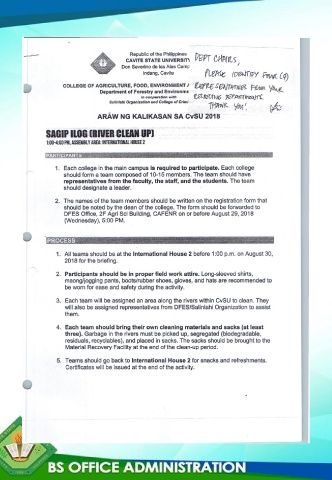 Republic of the Philippines
CAVITE STATE UNIVERSITY
Don Severino de las Alas Campus
Indang, Cavite
DEPT CHAIRS,
PLEASE IDENTIFY FOUR (4)
REPRESENTATIVES FROM YOUR
RESPECTIVE DEPARTMENTS.
THANK YOU!
COLLEGE OF AGRICULTURE, FOOD, ENVIRONMENT
Department of Forestry and Environmental
in cooperation with
Salinlahi Organization and College of
ARAW NG KALIKASAN SA CvSU 2018
SAGIP ILOG (RIVER CLEAN UP)
1:00-4:00 PM, ASSEMBLY AREA: INTERNATIONAL HOUSE 2
PARTICIPANTS
1. Each college in the main campus is required to participate. Each college
should form a team composed of 10-15 members. The team should have
representatives from the faculty, the staff, and the students. The team
should designate a leader.
2. The names of the team members should be written on the registration form that
should be noted by the dean of the college. The form should be forwarded to
DFES Office, 2F Agri Sci Building, CAFENR on or before August 29, 2018
(Wednesday), 5:00 PM.
PROCESS
1. All teams should be at the International House 2 before 1:00 p.m. on August 30,
2018 for the briefing.
2. Participants should be in proper field work attire. Long-sleeved shirts,
maong/jogging pants, boots/rubber shoes, gloves, and hats are recommended to
be worn for ease and safety during the activity.
3. Each team will be assigned an area along the rivers within CvSU to clean. They
will also be assigned representatives from DFES/Salinlahi Organization to assist
them.
4. Each team should bring their own cleaning materials and sacks (at least
three). Garbage in the rivers must be picked up, segregated (biodegradable,
residuals, recyclables), and placed in sacks. The sacks should be brought to the
Material Recovery Facility at the end of the clean-up period.
5. Teams should go back to International House 2 for snacks and refreshments.
Certificates will be issued at the end of the activity.
BS OFFICE ADMINISTRATION